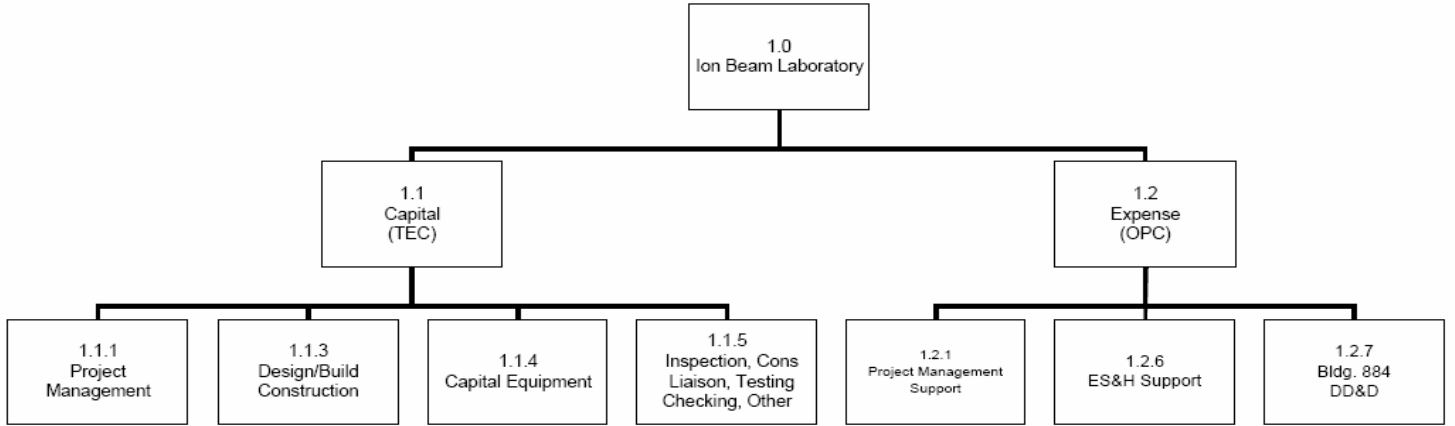 1.0
Ion Beam Laboratory
1.1
Capital
(TEC)
1.2
Expense
(OPC)
1.1.1
Project
Management
1.1.3
Design/Build
Construction
1.1.4
Capital Equipment
1.1.5
Inspection, Cons
Liaison, Testing
Checking, Other
1.2.1
Project Management
Support
1.2.6
ES&H Support
1.2.7
Bldg. 884
DD&D